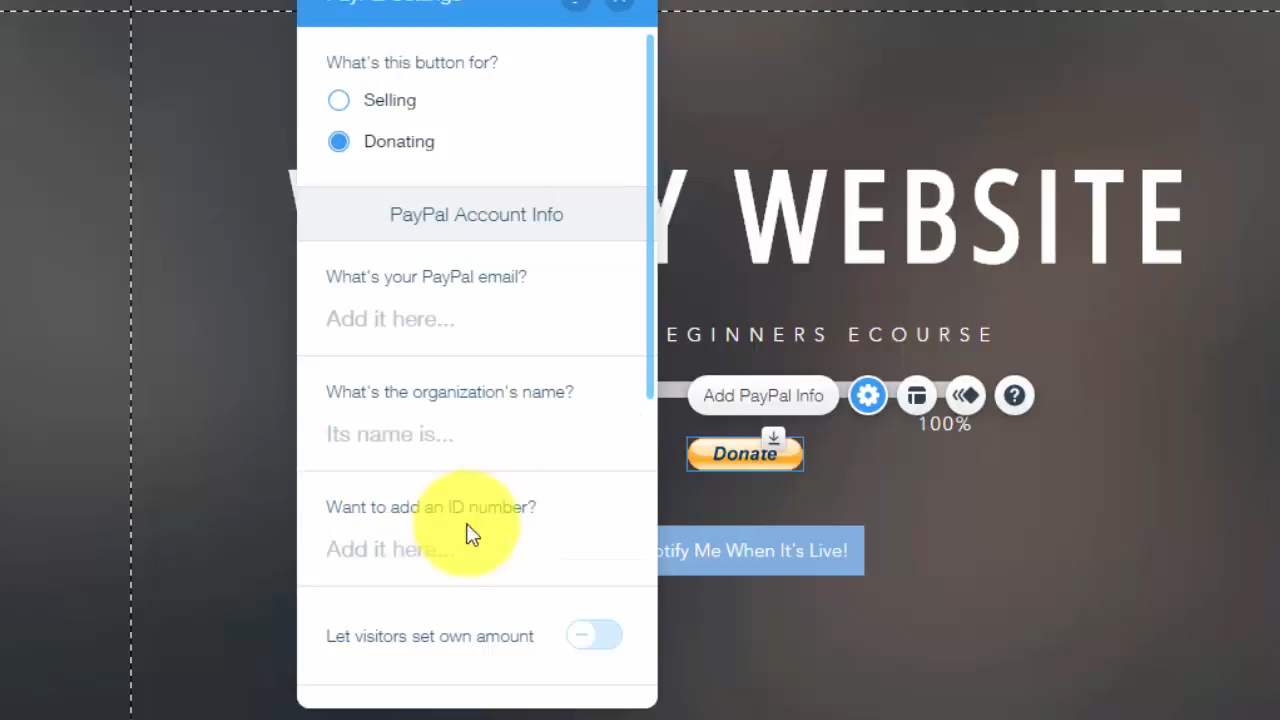 PayPal Settings
What's this button for?
Selling
Donating
PayPal Account Info
What's your PayPal email?
Add it here...
What's the organization's name?
Its name is...
Want to add an ID number?
Add it here...
Let visitors set own amount
Y WEBSITE
EGINNERS ECOURSE
Add PayPal Info
?
100%
Donate
otify Me When It's Live!